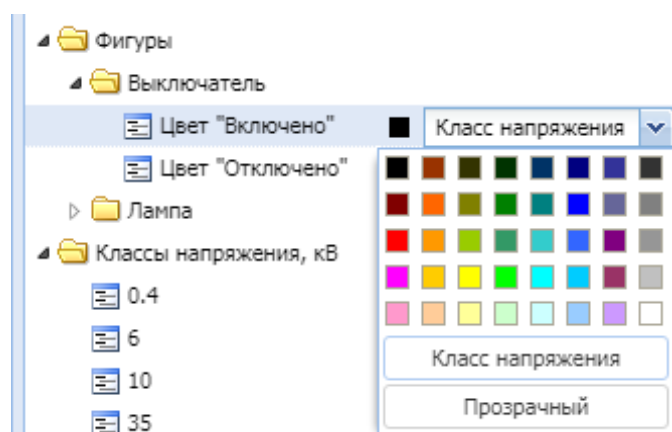 Фигуры
Выключатель
Цвет "Включено"
Класс напряжения
Цвет "Отключено"
Лампа
Классы напряжения, кВ
0.4
6
10
35
Класс напряжения
Прозрачный